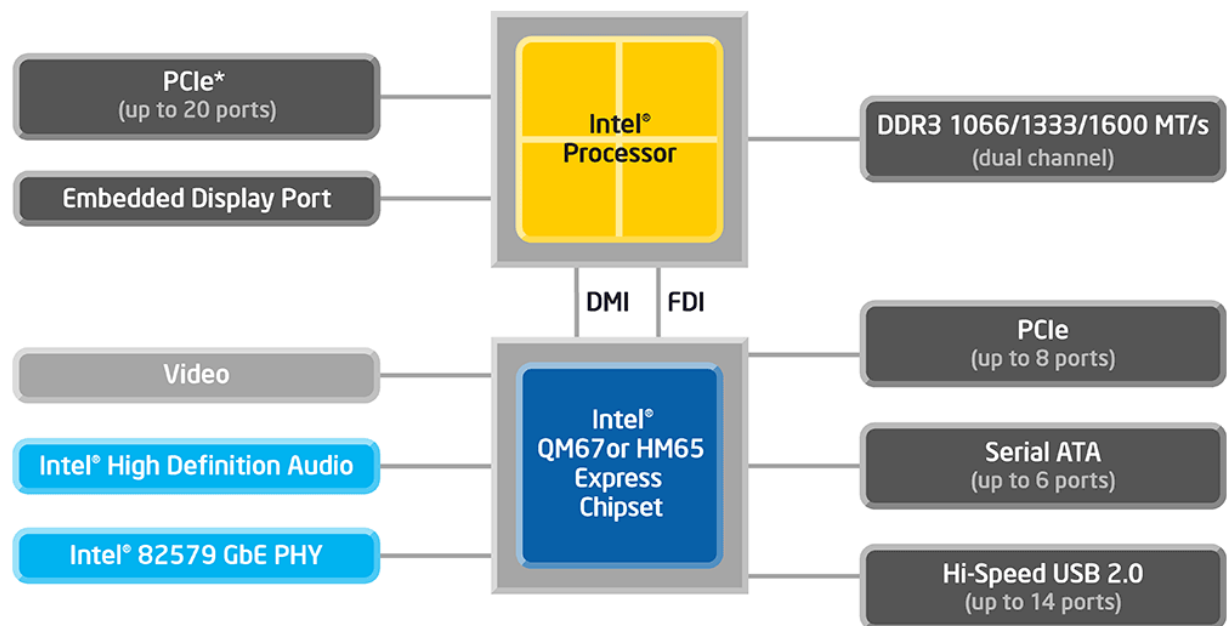 PCIe*
(up to 20 ports)
Embedded Display Port
Intel®
Processor
DDR3 1066/1333/1600 MT/s
(dual channel)
DMI
FDI
Video
Intel® High Definition Audio
Intel® 82579 GbE PHY
Intel®
QM67or HM65
Express
Chipset
PCIe
(up to 8 ports)
Serial ATA
(up to 6 ports)
Hi-Speed USB 2.0
(up to 14 ports)